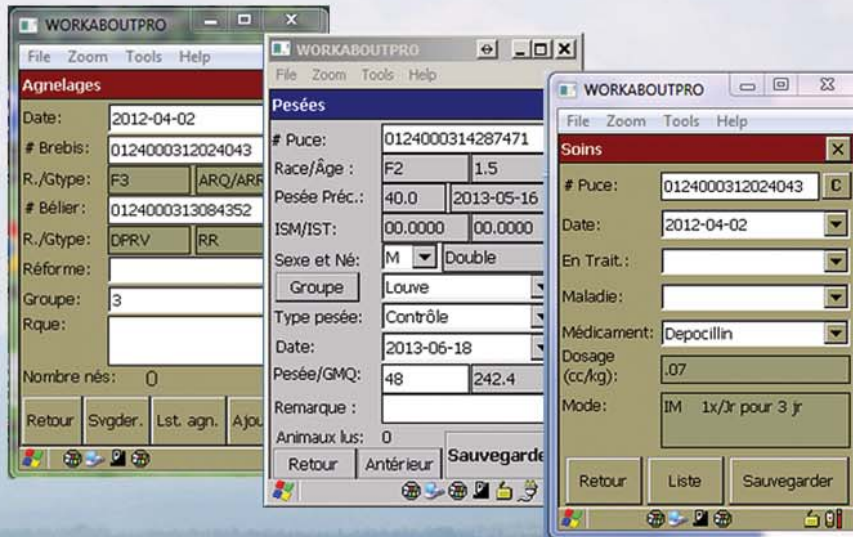 WORKABOUTPRO
File Zoom Tools Help
Agnelages
Date: 2012-04-02
# Brebis: 0124000312024043
R./Gtype: F3 ARQ/ARR
# Bélier: 0124000313084352
R./Gtype: DPRV RR
Réforme:
Groupe: 3
Rque:
Nombre nés: 0
Retour Svgder. Lst. agn.
WORKABOUTPRO
File Zoom Tools Help
Pesées
# Puce: 0124000314287471
Race/Âge : F2 1.5
Pesée Préc.: 40.0 2013-05-16
ISM/IST: 00.0000 00.0000
Sexe et Né: M Double
Groupe Louve
Type pesée: Contrôle
Date: 2013-06-18
Pesée/GMQ: 48 242.4
Remarque :
Animaux lus: 0
Retour Antérieur Sauvegarde
WORKABOUTPRO
File Zoom Tools Help
Soins
# Puce: 0124000312024043 C
Date: 2012-04-02
En Trait.:
Maladie:
Médicament: Depocillin
Dosage
(cc/kg): .07
Mode: IM 1x/Jr pour 3 jr
Retour Liste Sauvegarder